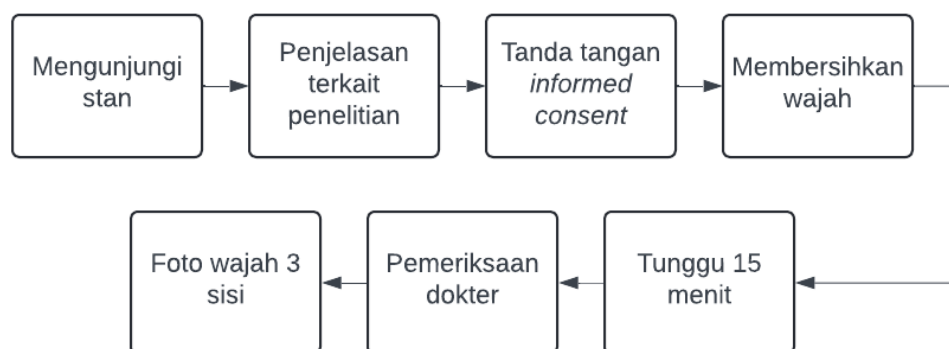 Mengunjungi
stan
Penjelasan
terkait
penelitian
Tanda tangan
informed
consent
Membersihkan
wajah
Tunggu 15
menit
Pemeriksaan
dokter
Foto wajah 3
sisi